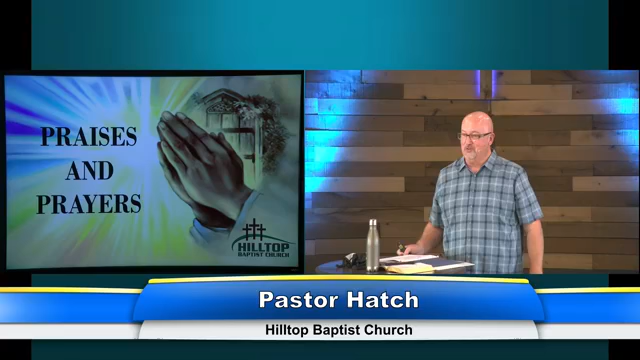 PRAISES
AND
PRAYERS
HILLTOP
BAPTIST CHURCH
Pastor Hatch
Hilltop Baptist Church